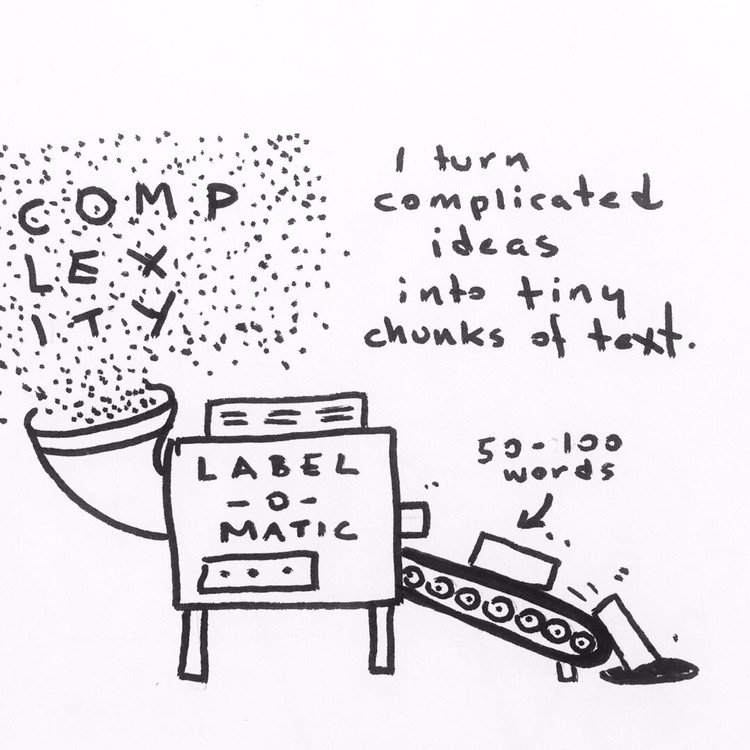 COMP
LEX
ITY
I turn
complicated
ideas
into tiny
chunks of text.
LABEL
-O-
MATIC
50-100
words